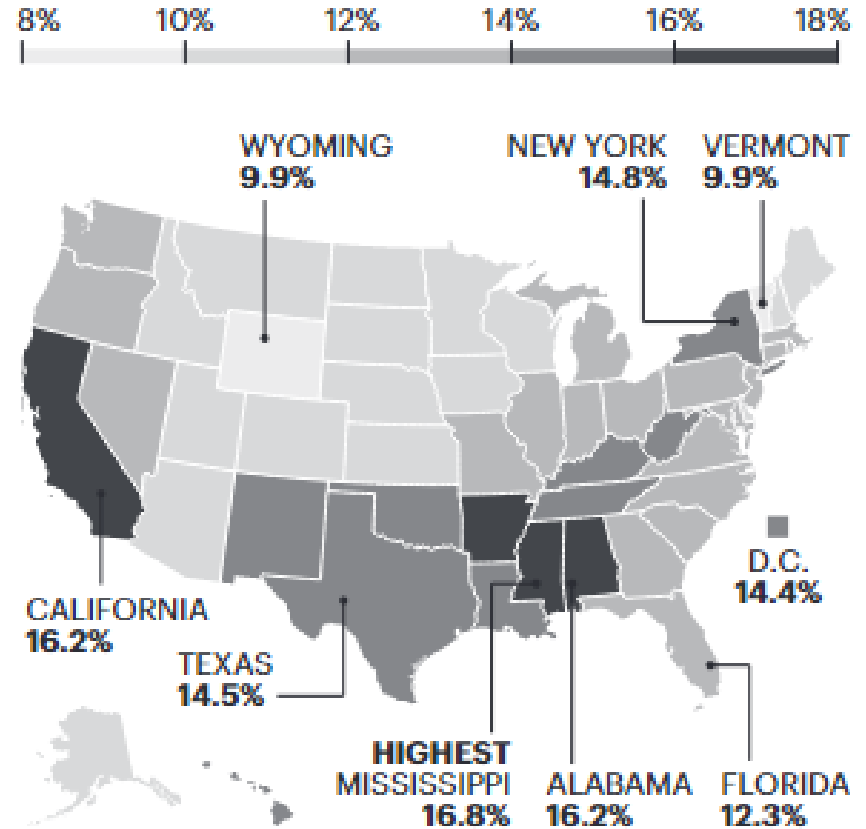 8% 10% 12% 14% 16% 18%
WYOMING
9.9%
NEW YORK
14.8%
VERMONT
9.9%
D.C.
14.4%
CALIFORNIA
16.2%
TEXAS
14.5%
HIGHEST
MISSISSIPPI
16.8%
ALABAMA
16.2%
FLORIDA
12.3%